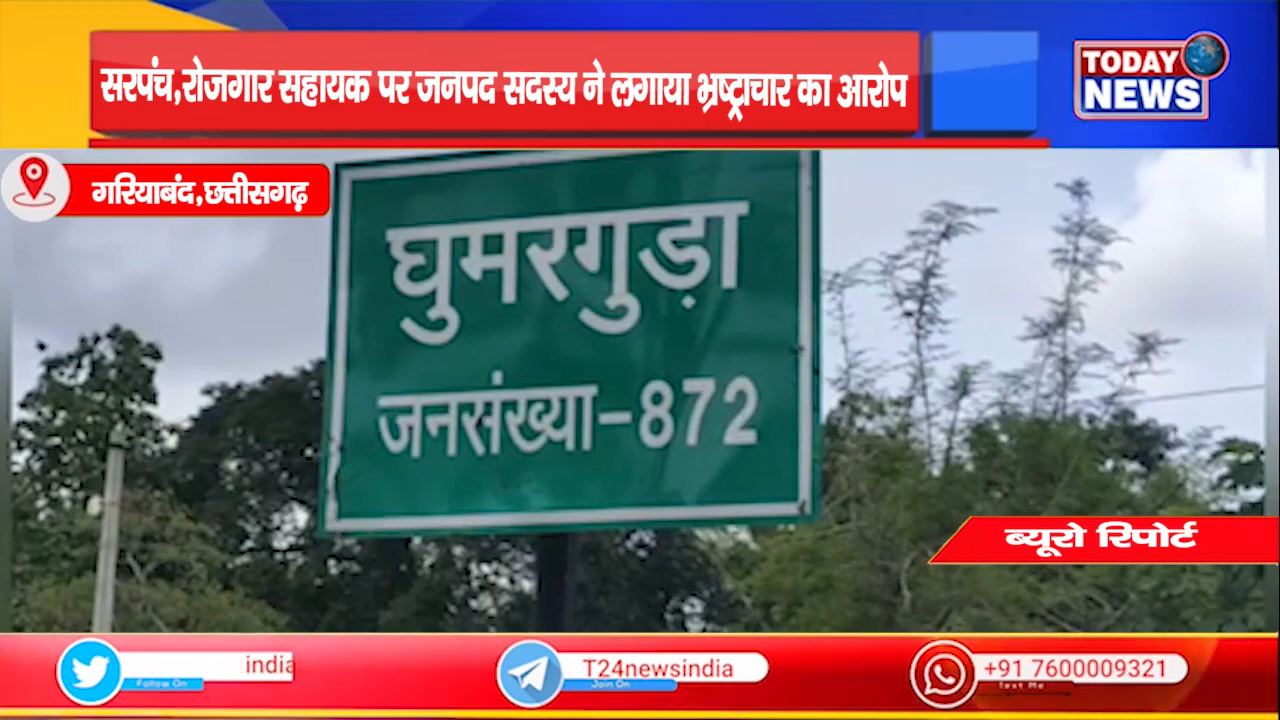 सरपंच,रोजगार सहायक पर जनपद सदस्य ने लगाया भ्रष्ट्राचार का आरोप
TODAY
NEWS
गरियाबंद,छत्तीसगढ़
घुमरगुड़ा
जनसंख्या-872
ब्यूरो रिपोर्ट
india
Follow On
T24newsindia
Join On
+91 7600009321
Text Me